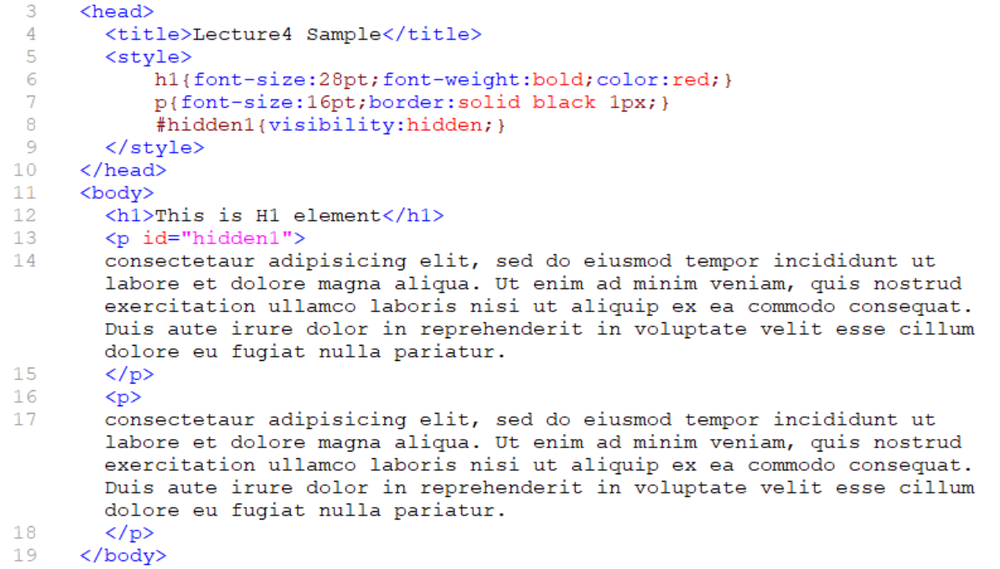 3 <head>
4 <title>Lecture4 Sample</title>
5 <style>
6 h1{font-size:28pt;font-weight:bold;color:red;}
7 p{font-size:16pt;border:solid black 1px;}
8 #hidden1{visibility:hidden;}
9 </style>
10 </head>
11 <body>
12 <h1>This is H1 element</h1>
13 <p id="hidden1">
14 consectetaur adipisicing elit, sed do eiusmod tempor incididunt ut
labore et dolore magna aliqua. Ut enim ad minim veniam, quis nostrud
exercitation ullamco laboris nisi ut aliquip ex ea commodo consequat.
Duis aute irure dolor in reprehenderit in voluptate velit esse cillum
dolore eu fugiat nulla pariatur.
15 </p>
16 <p>
17 consectetaur adipisicing elit, sed do eiusmod tempor incididunt ut
labore et dolore magna aliqua. Ut enim ad minim veniam, quis nostrud
exercitation ullamco laboris nisi ut aliquip ex ea commodo consequat.
Duis aute irure dolor in reprehenderit in voluptate velit esse cillum
dolore eu fugiat nulla pariatur.
18 </p>
19 </body>